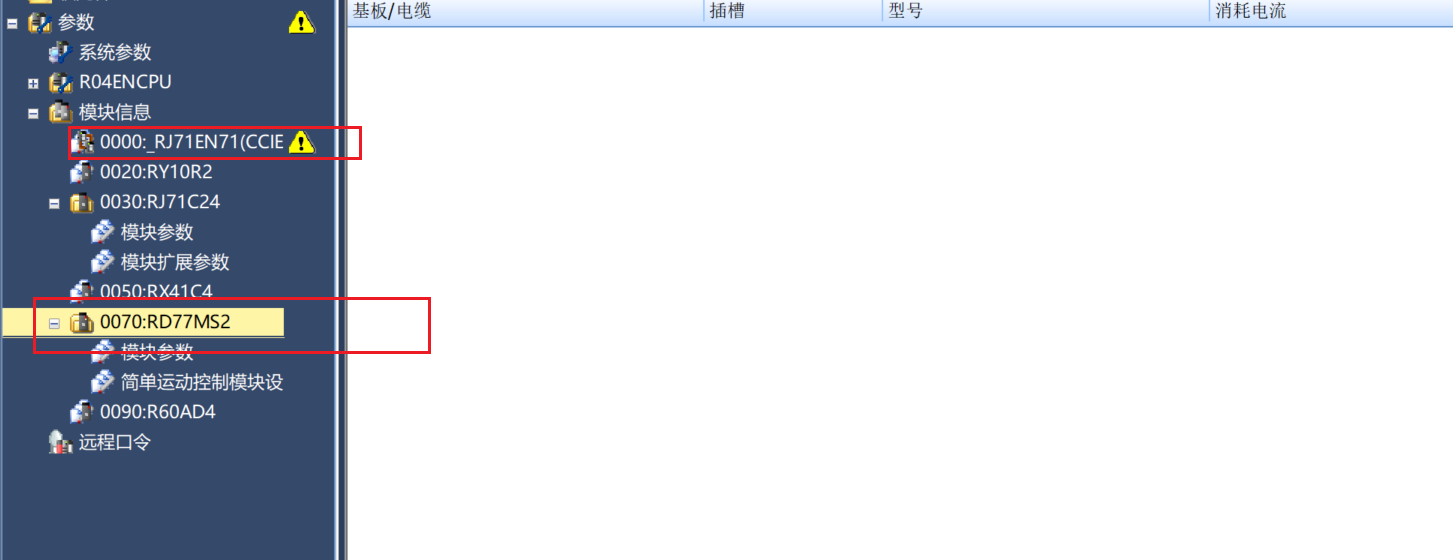 基板/电缆 插槽 型号 消耗电流
参数
系统参数
R04ENCPU
模块信息
0000:_RJ71EN71(CCIE
0020:RY10R2
0030:RJ71C24
模块参数
模块扩展参数
0050:RX41C4
0070:RD77MS2
模块参数
简单运动控制模块设
0090:R60AD4
远程口令